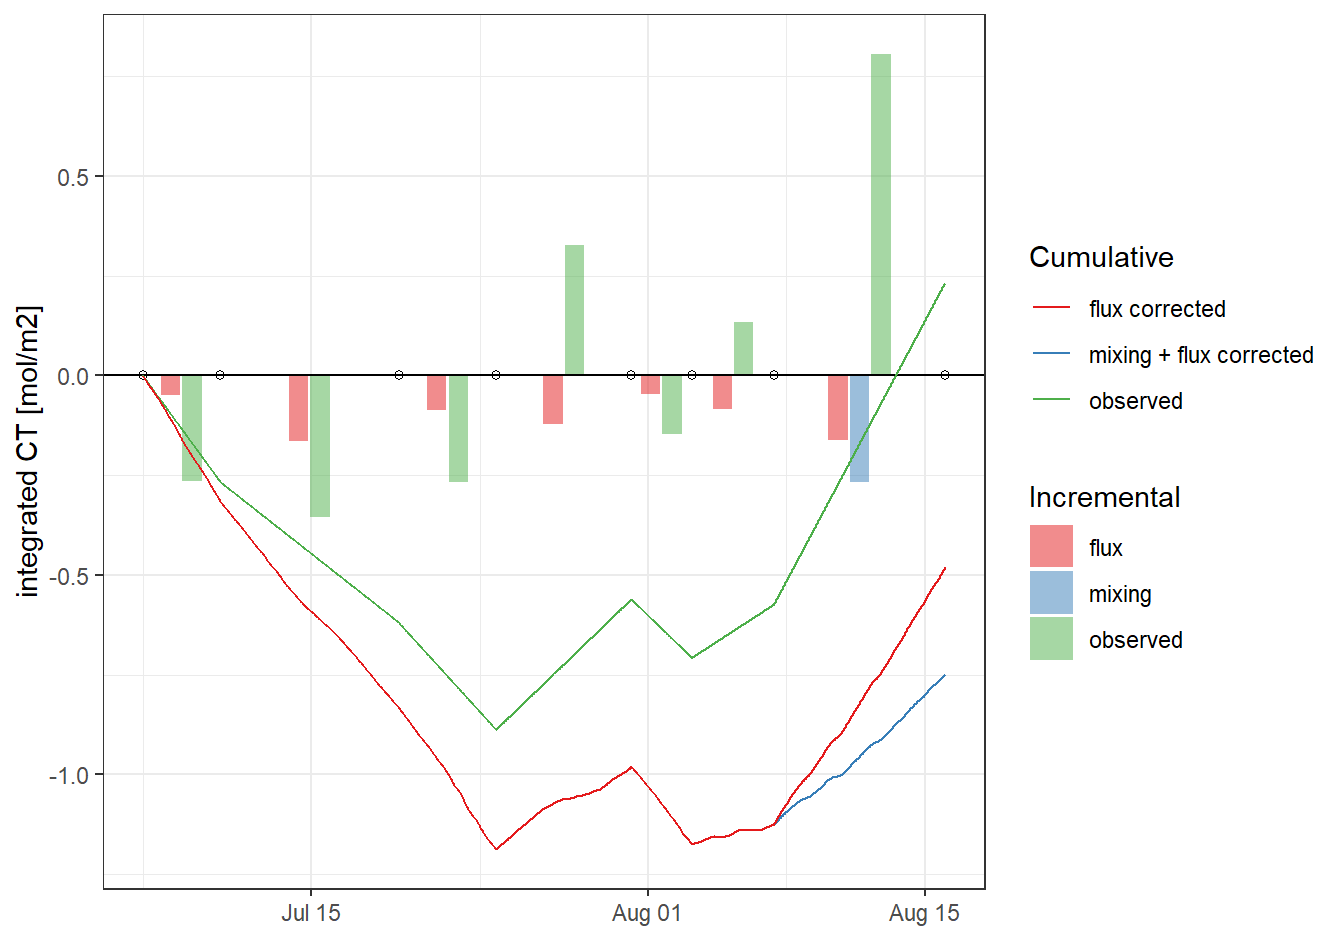 integrated CT [mol/m2]
0.5
0.0
-0.5
-1.0
Jul 15
Aug 01
Aug 15
Cumulative
flux corrected
mixing + flux corrected
observed
Incremental
flux
mixing
observed